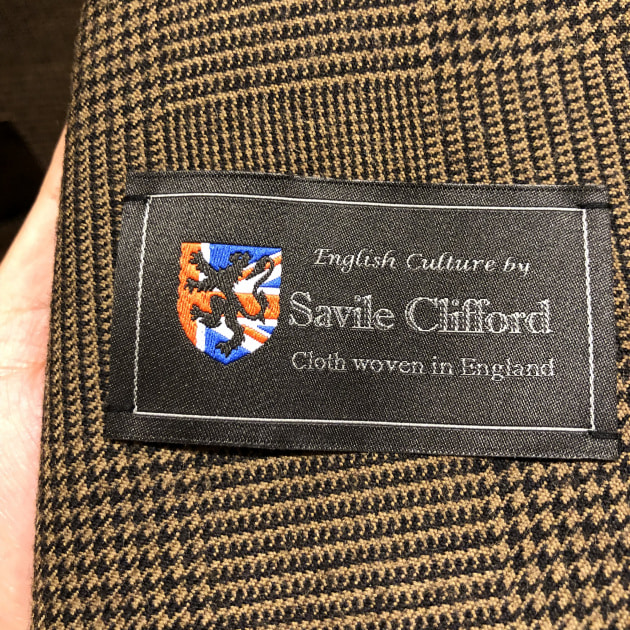 English Culture by
Savile Clifford
Cloth woven in England